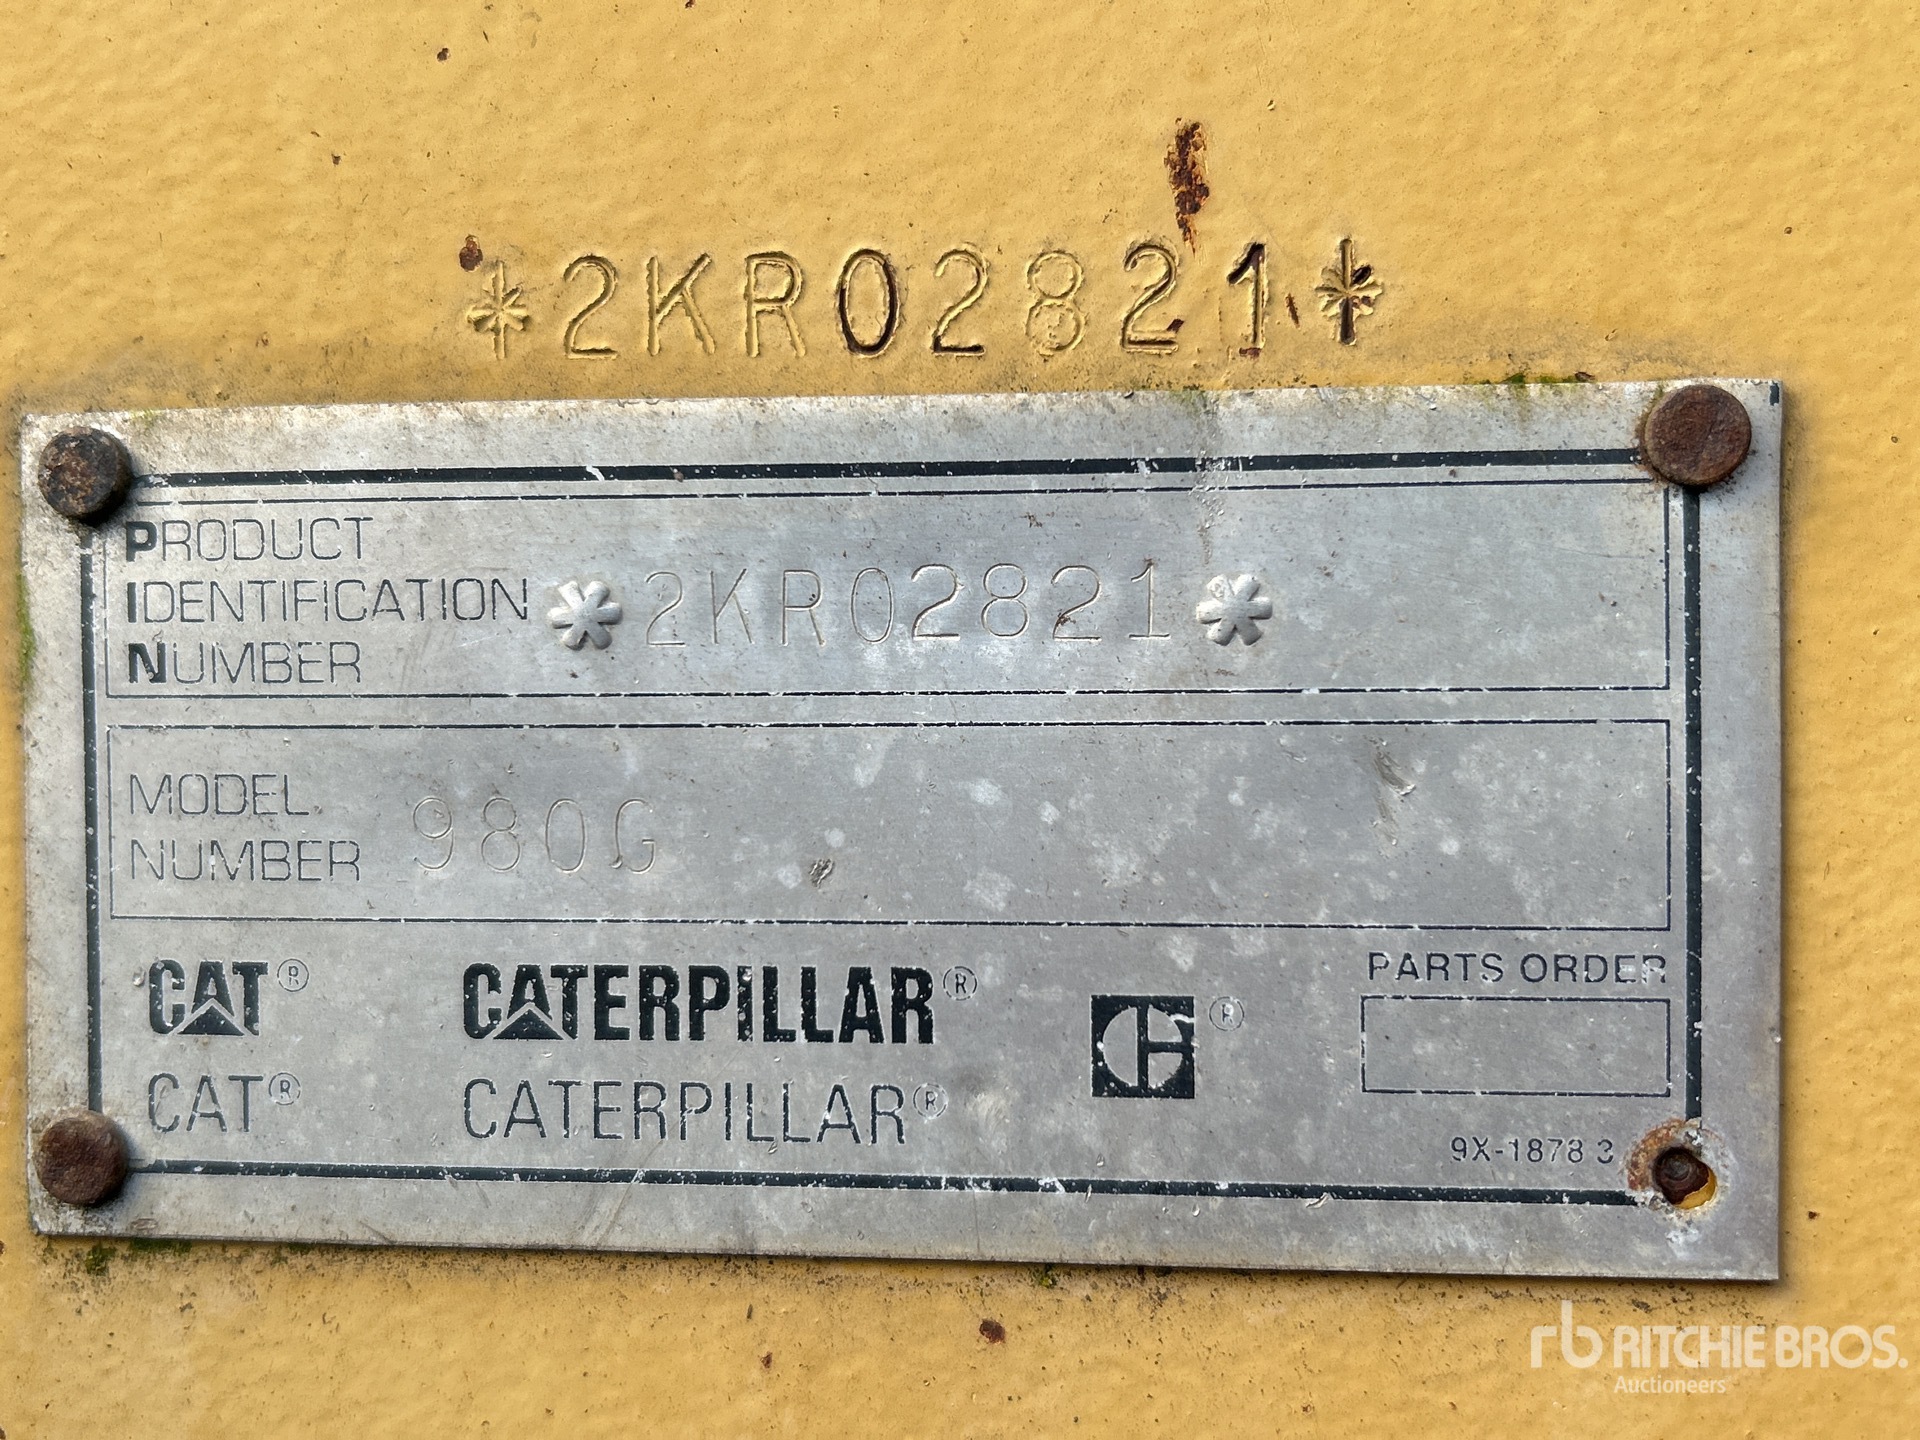 *2KR02821*
PRODUCT
IDENTIFICATION
NUMBER
*2KR02821*
MODEL
NUMBER
980G
CAT®
CATERPILLAR®
CAT®
CATERPILLAR®
®
PARTS ORDER
9X-1878 3
rb RITCHIE BROS.
Auctioneers